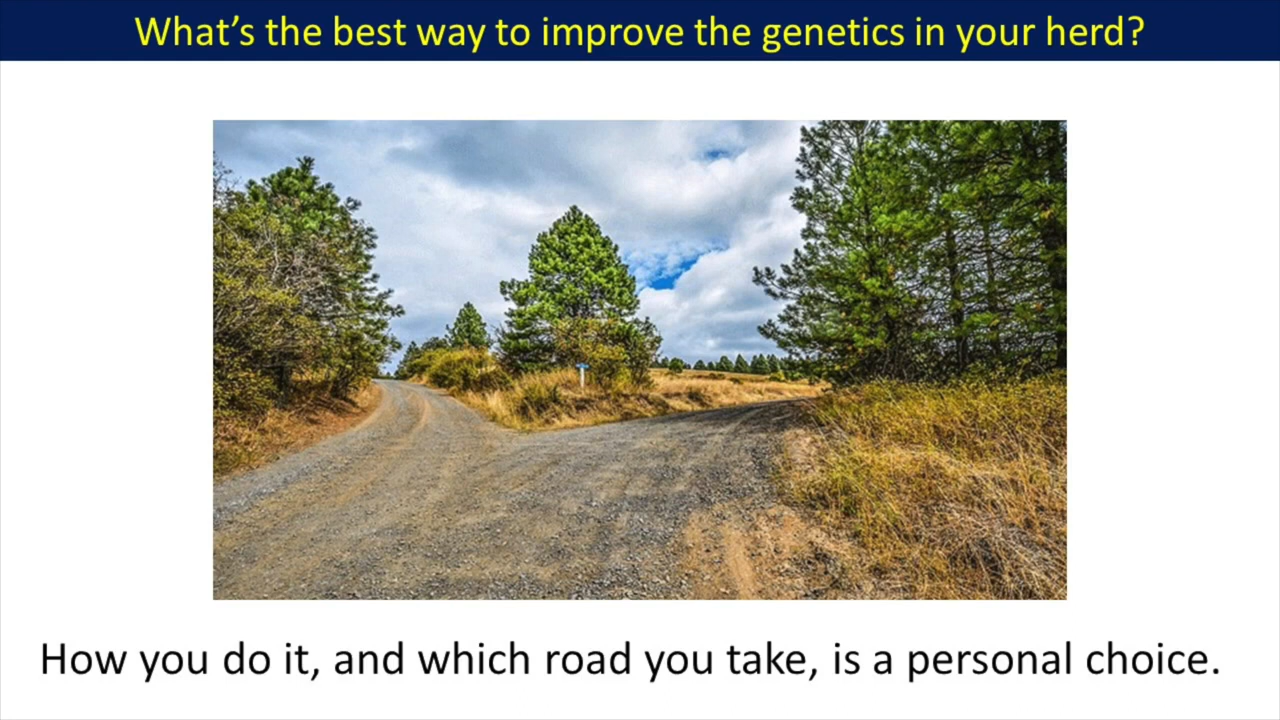 What’s the best way to improve the genetics in your herd?
How you do it, and which road you take, is a personal choice.